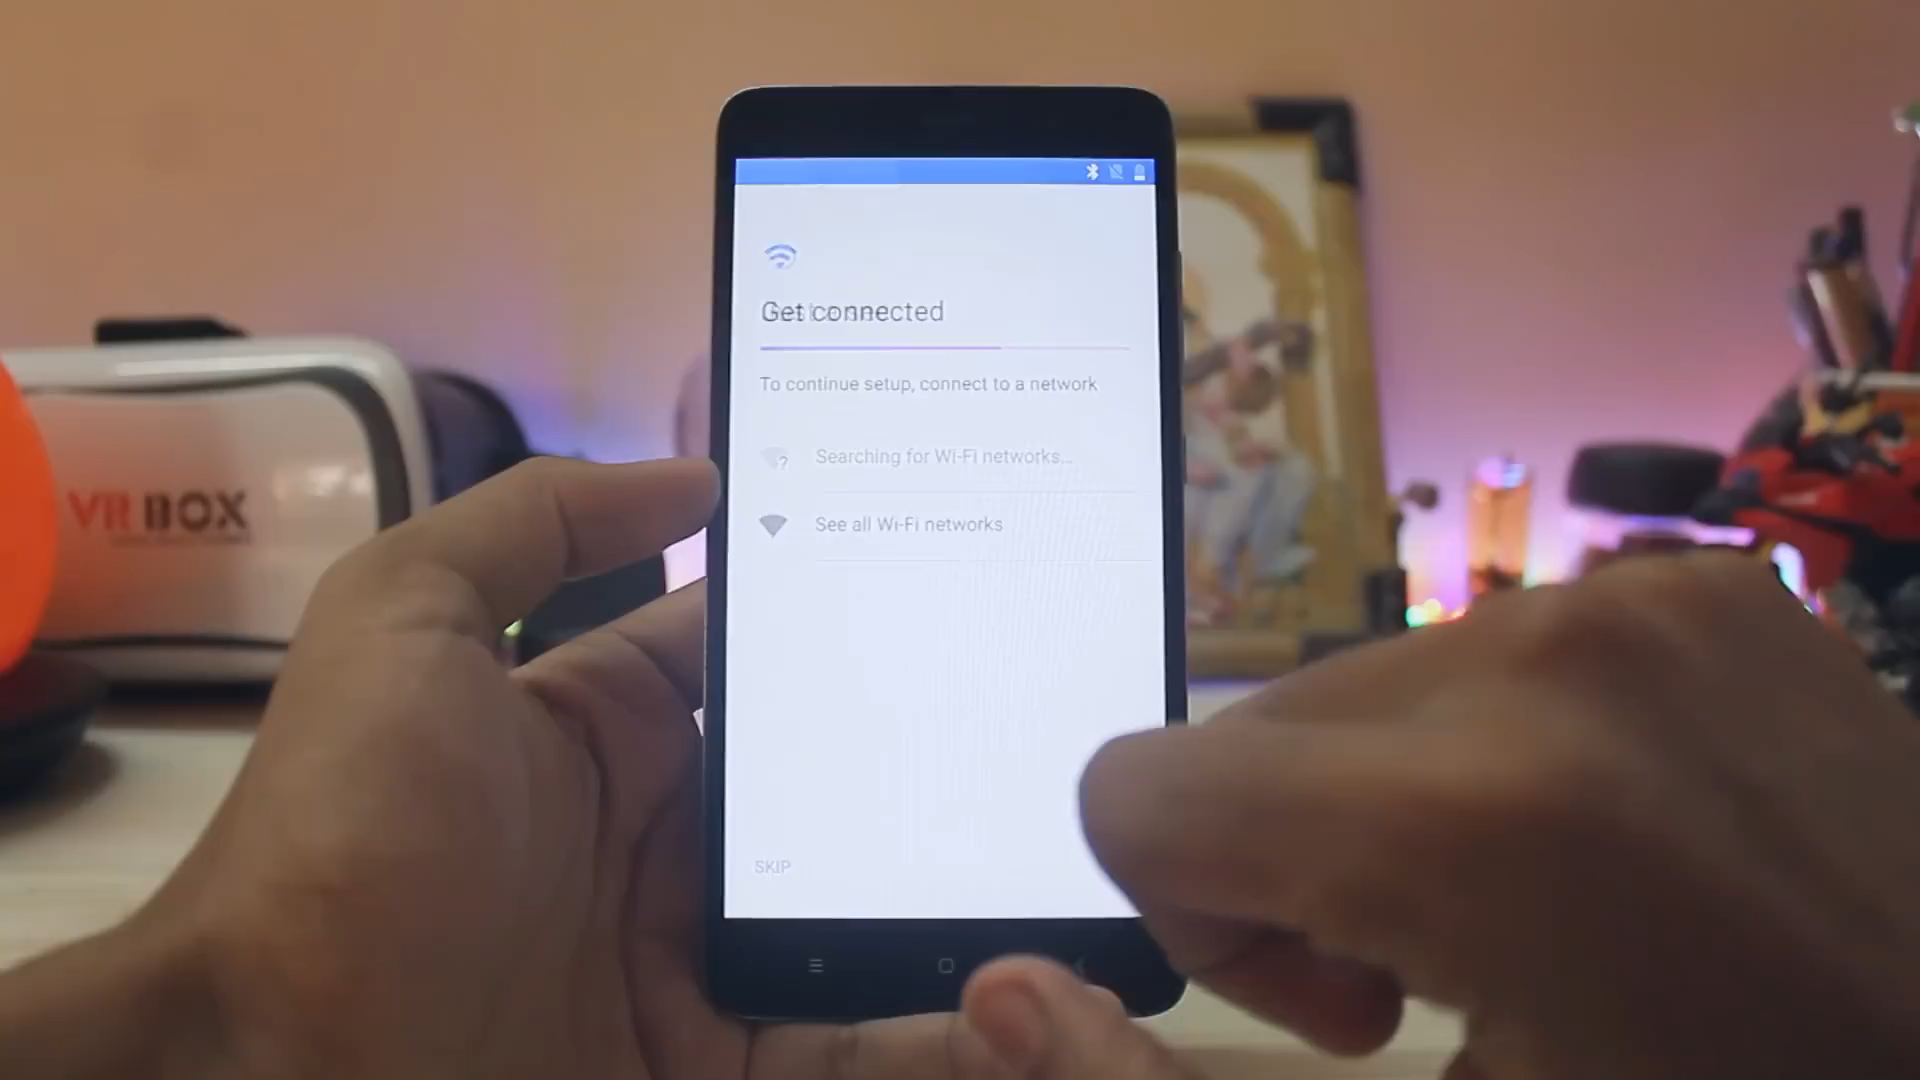 Get connected
To continue setup, connect to a network
Searching for Wi-Fi networks...
See all Wi-Fi networks
SKIP
VR BOX